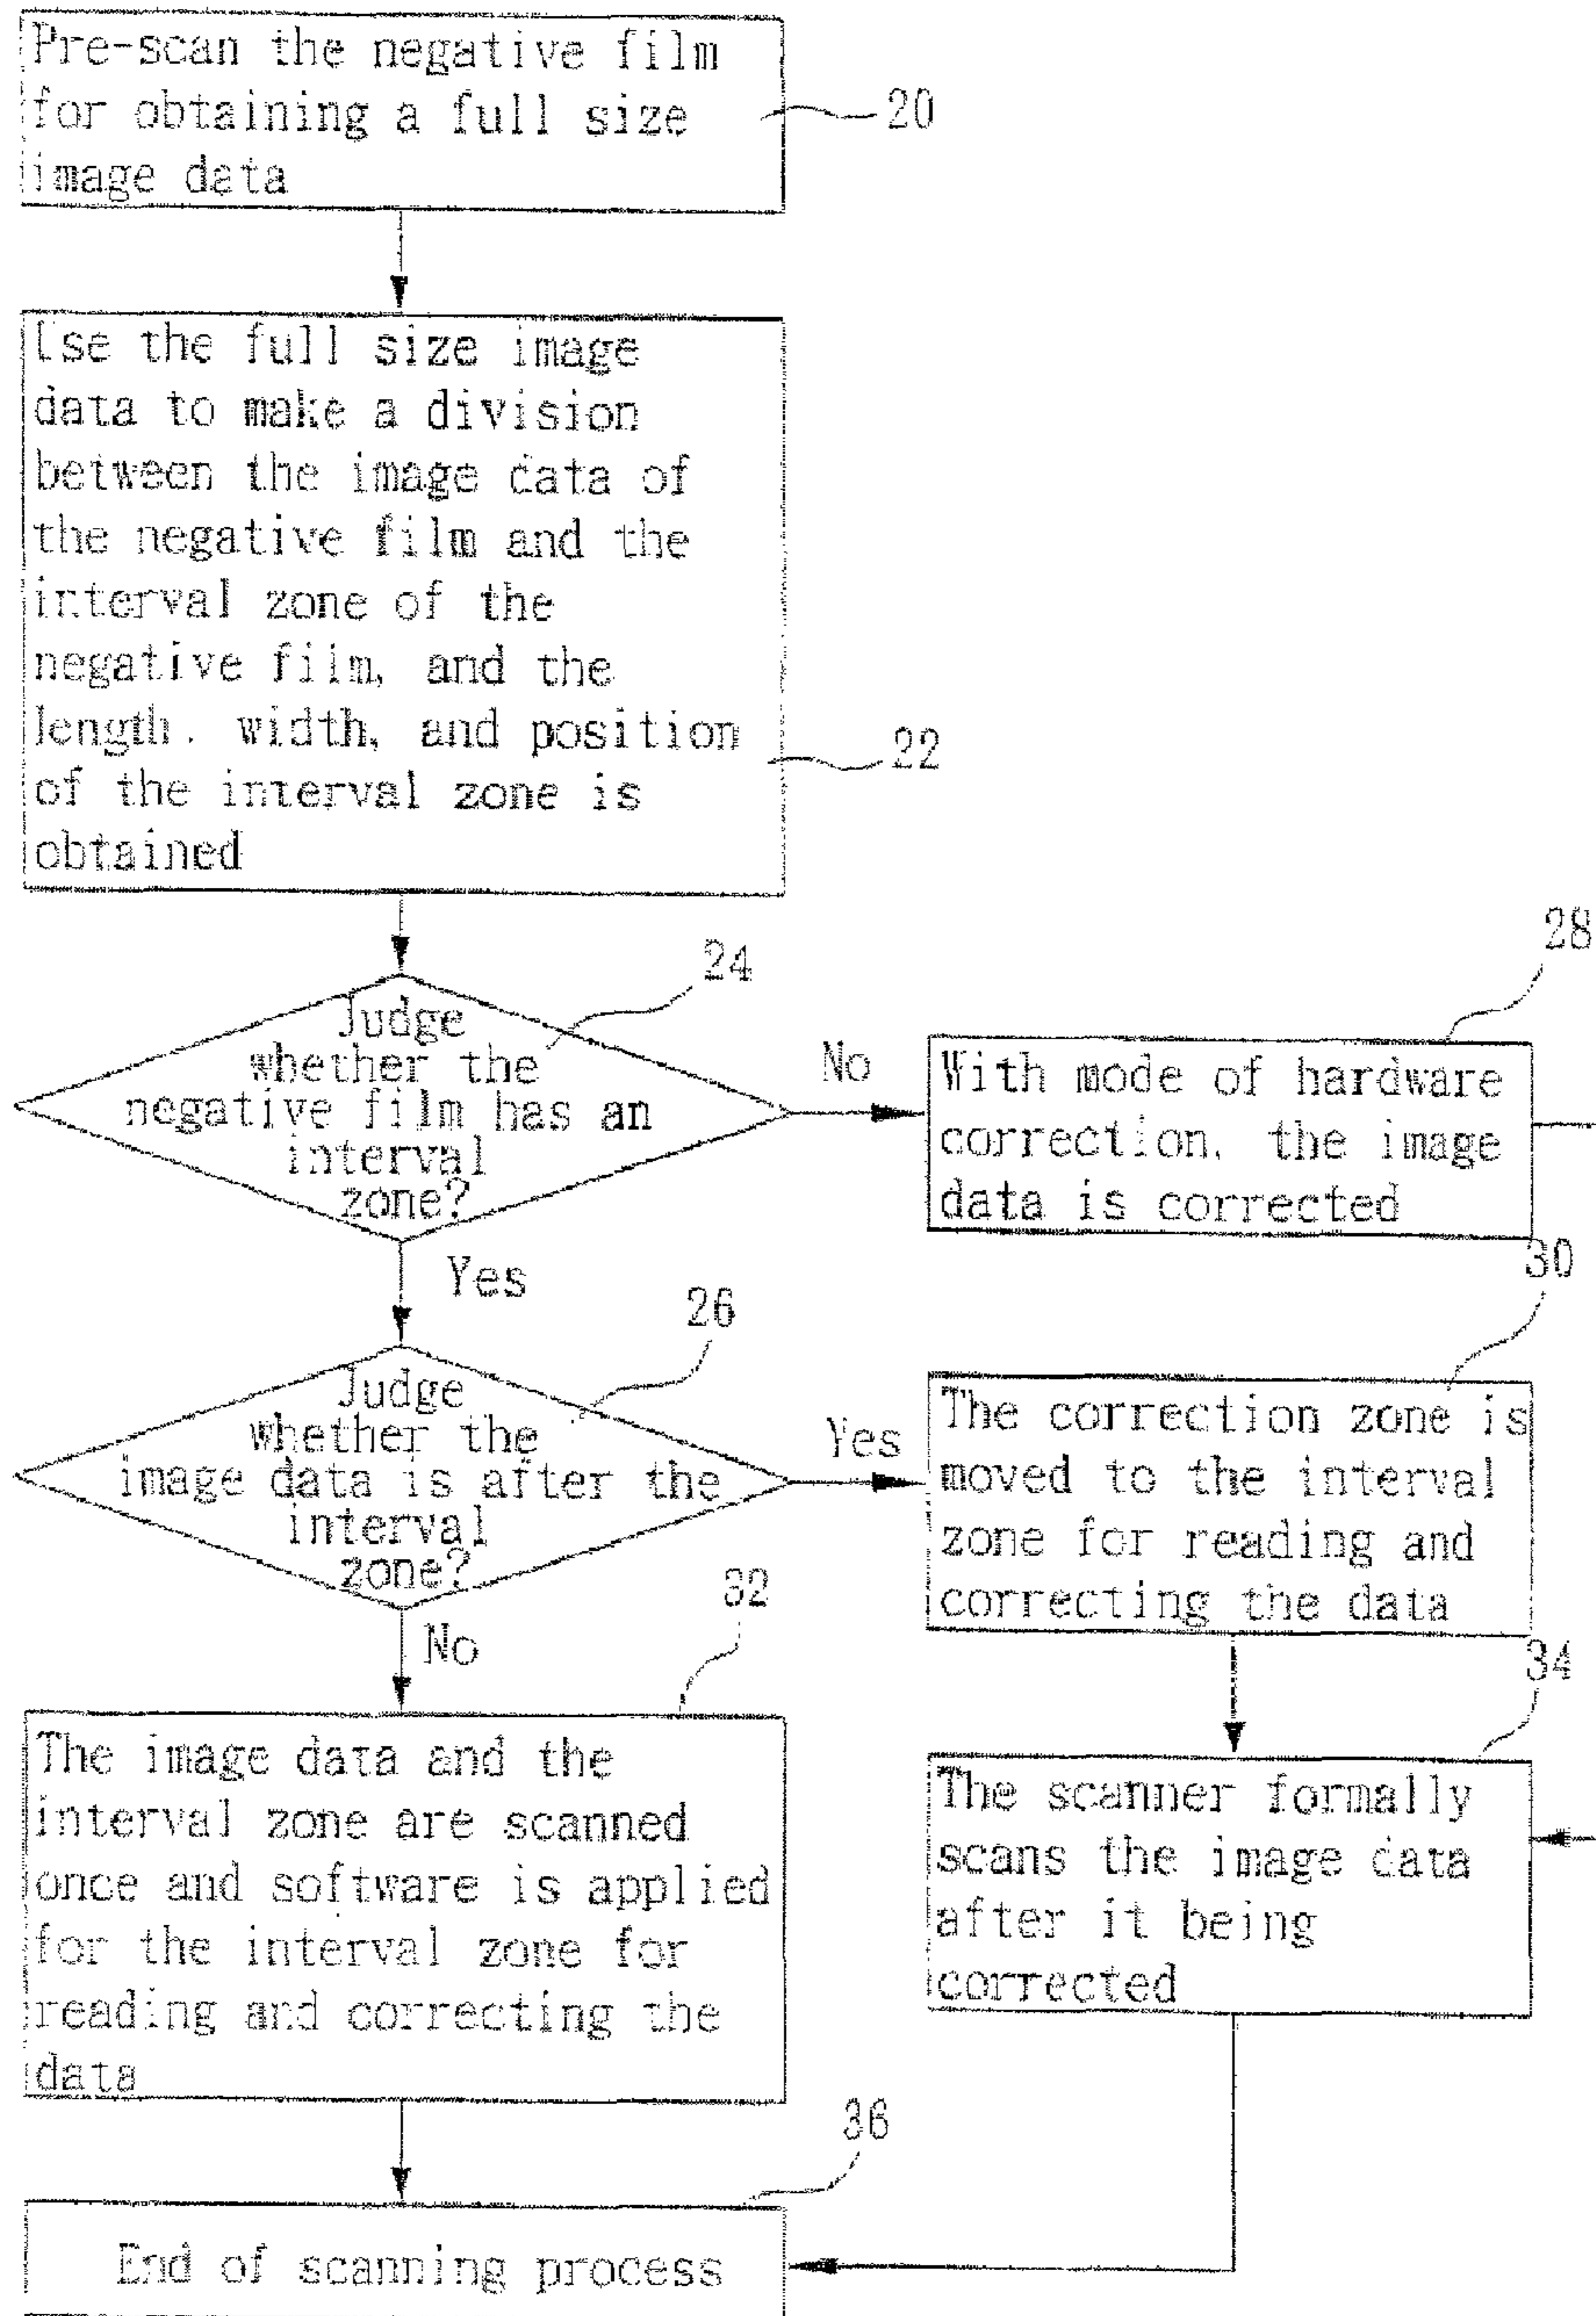 Pre-scan the negative film
for obtaining a full size
image data
20
Use the full size image
data to make a division
between the image data of
the negative film and the
interval zone of the
negative film, and the
length, width, and position
of the interval zone is
obtained
22
24
Judge
whether the
negative film has an
interval
zone?
No
28
With mode of hardware
correction, the image
data is corrected
Yes
26
Judge
whether the
image data is after the
interval
zone?
Yes
30
The correction zone is
moved to the interval
zone for reading and
correcting the data
No
32
The image data and the
interval zone are scanned
once and software is applied
for the interval zone for
reading and correcting the
data
34
The scanner formally
scans the image data
after it being
corrected
36
End of scanning process